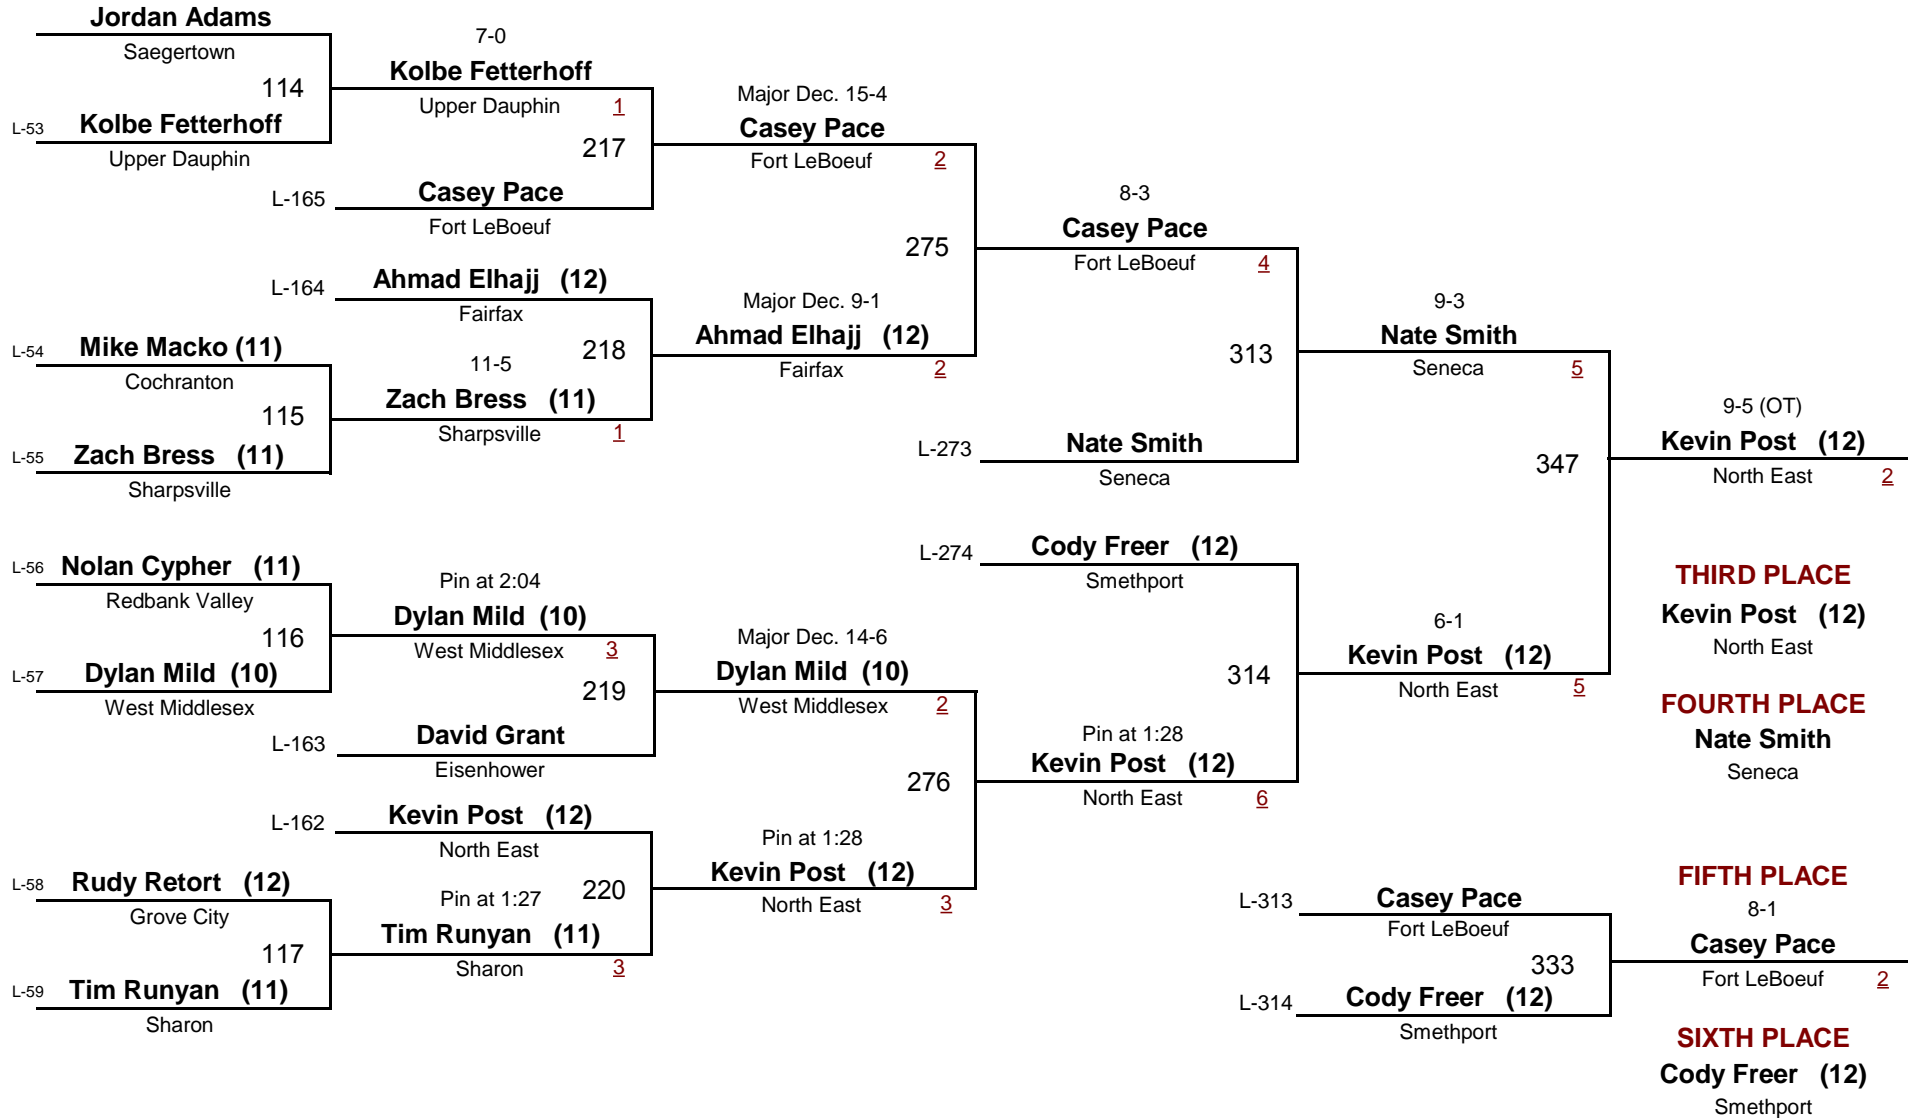 Jordan Adams
Saegertown
114
L-53 Kolbe Fetterhoff
Upper Dauphin
7-0
Kolbe Fetterhoff
Upper Dauphin 1
217
L-165 Casey Pace
Fort LeBoeuf
Major Dec. 15-4
Casey Pace
Fort LeBoeuf 2
L-164 Ahmad Elhajj (12)
Fairfax
218
L-54 Mike Macko (11)
Cochranton
115
L-55 Zach Bress (11)
Sharpsville
11-5
Zach Bress (11)
Sharpsville 1
Major Dec. 9-1
Ahmad Elhajj (12)
Fairfax 2
275
8-3
Casey Pace
Fort LeBoeuf 4
313
L-273 Nate Smith
Seneca
9-3
Nate Smith
Seneca 5
347
9-5 (OT)
Kevin Post (12)
North East 2
L-56 Nolan Cypher (11)
Redbank Valley
116
L-57 Dylan Mild (10)
West Middlesex
Pin at 2:04
Dylan Mild (10)
West Middlesex 3
219
L-163 David Grant
Eisenhower
Major Dec. 14-6
Dylan Mild (10)
West Middlesex 2
276
L-162 Kevin Post (12)
North East
220
L-58 Rudy Retort (12)
Grove City
117
L-59 Tim Runyan (11)
Sharon
Pin at 1:27
Tim Runyan (11)
Sharon 3
Pin at 1:28
Kevin Post (12)
North East 3
L-274 Cody Freer (12)
Smethport
314
Pin at 1:28
Kevin Post (12)
North East 6
6-1
Kevin Post (12)
North East 5
THIRD PLACE
Kevin Post (12)
North East
FOURTH PLACE
Nate Smith
Seneca
L-313 Casey Pace
Fort LeBoeuf
333
L-314 Cody Freer (12)
Smethport
FIFTH PLACE
8-1
Casey Pace
Fort LeBoeuf 2
SIXTH PLACE
Cody Freer (12)
Smethport